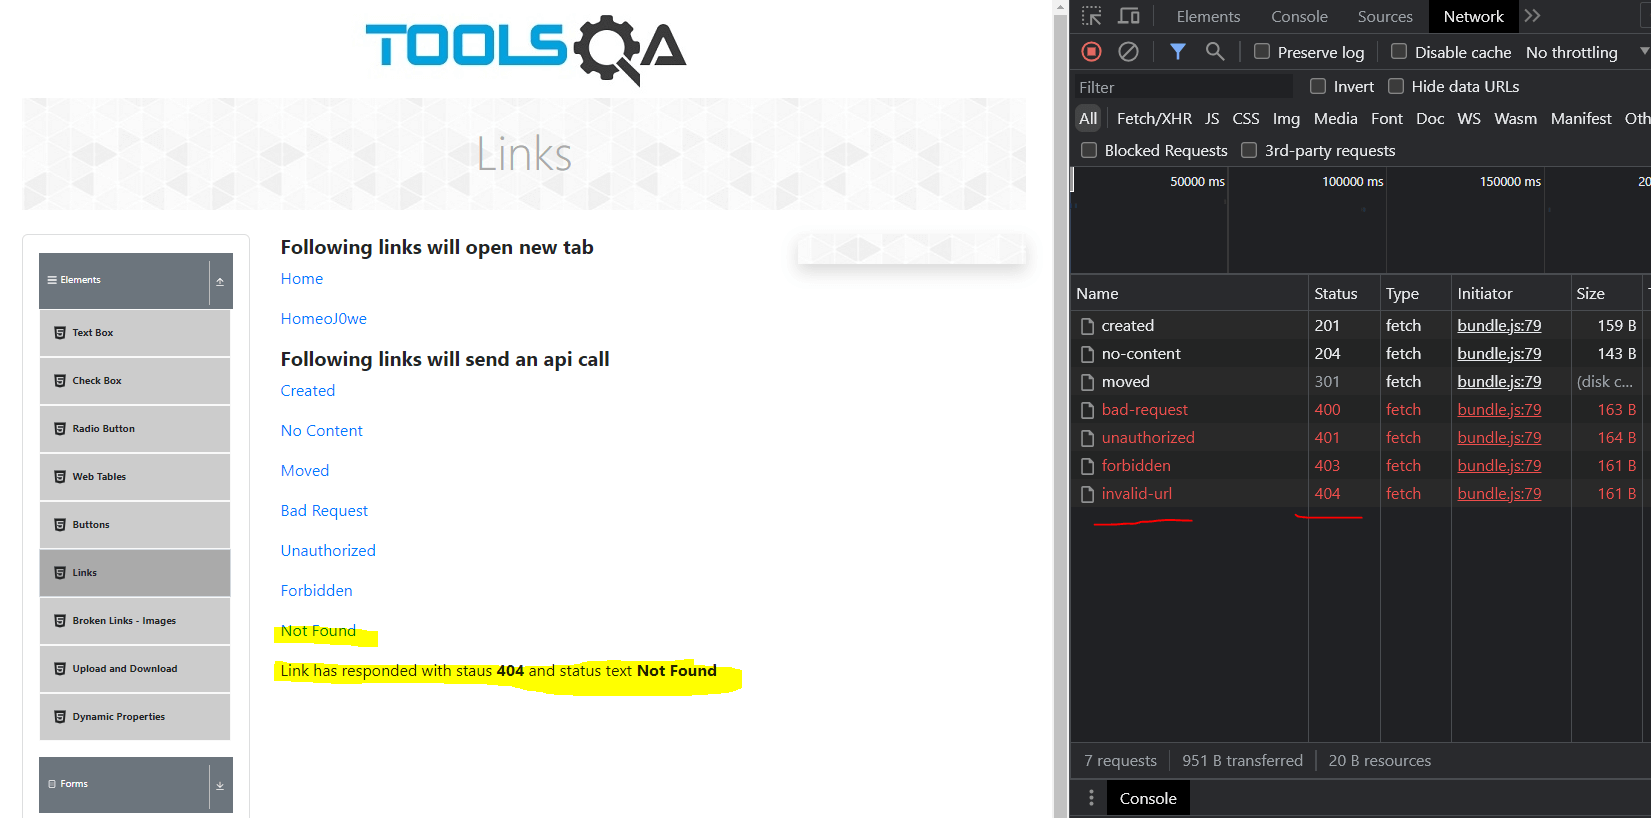 TOOLSQA
Links
Elements
Text Box
Check Box
Radio Button
Web Tables
Buttons
Links
Broken Links - Images
Upload and Download
Dynamic Properties
Forms
Following links will open new tab
Home
HomeoJ0we
Following links will send an api call
Created
No Content
Moved
Bad Request
Unauthorized
Forbidden
Not Found
Link has responded with staus 404 and status text Not Found
Elements Console Sources Network
Preserve log Disable cache No throttling
Filter Invert Hide data URLs
All Fetch/XHR JS CSS Img Media Font Doc WS Wasm Manifest Oth
Blocked Requests 3rd-party requests
50000 ms 100000 ms 150000 ms 20
Name Status Type Initiator Size
created 201 fetch bundle.js:79 159 B
no-content 204 fetch bundle.js:79 143 B
moved 301 fetch bundle.js:79 (disk c...
bad-request 400 fetch bundle.js:79 163 B
unauthorized 401 fetch bundle.js:79 164 B
forbidden 403 fetch bundle.js:79 161 B
invalid-url 404 fetch bundle.js:79 161 B
7 requests 951 B transferred 20 B resources
Console